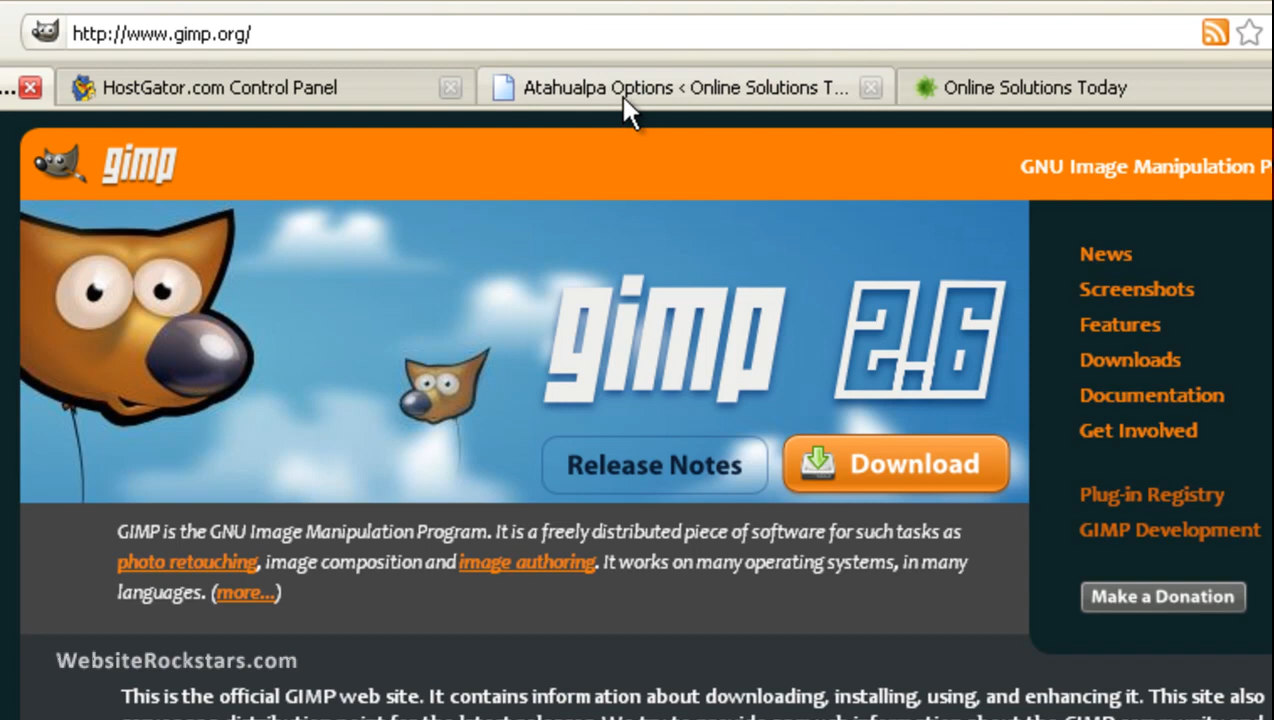 http://www.gimp.org/
...
HostGator.com Control Panel
Atahualpa Options < Online Solutions T...
Online Solutions Today
gimp
GNU Image Manipulation P
gimp 2.6
News
Screenshots
Features
Downloads
Documentation
Get Involved
Release Notes
Download
Plug-in Registry
GIMP Development
GIMP is the GNU Image Manipulation Program. It is a freely distributed piece of software for such tasks as
photo retouching, image composition and image authoring. It works on many operating systems, in many
languages. (more...)
Make a Donation
WebsiteRockstars.com
This is the official GIMP web site. It contains information about downloading, installing, using, and enhancing it. This site also